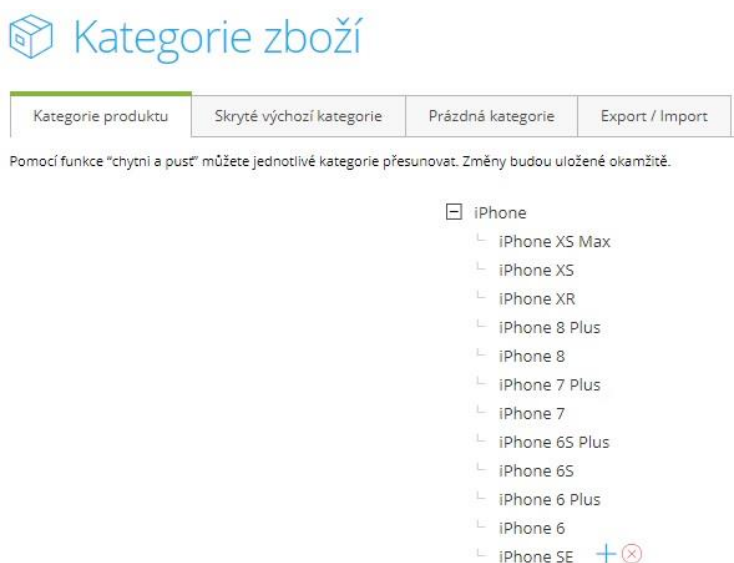 Kategorie zboží
Kategorie produktu Skryté výchozí kategorie Prázdná kategorie Export / Import
Pomocí funkce “chytni a pusť” můžete jednotlivé kategorie přesunovat. Změny budou uložené okamžitě.
iPhone
iPhone XS Max
iPhone XS
iPhone XR
iPhone 8 Plus
iPhone 8
iPhone 7 Plus
iPhone 7
iPhone 6S Plus
iPhone 6S
iPhone 6 Plus
iPhone 6
iPhone SE